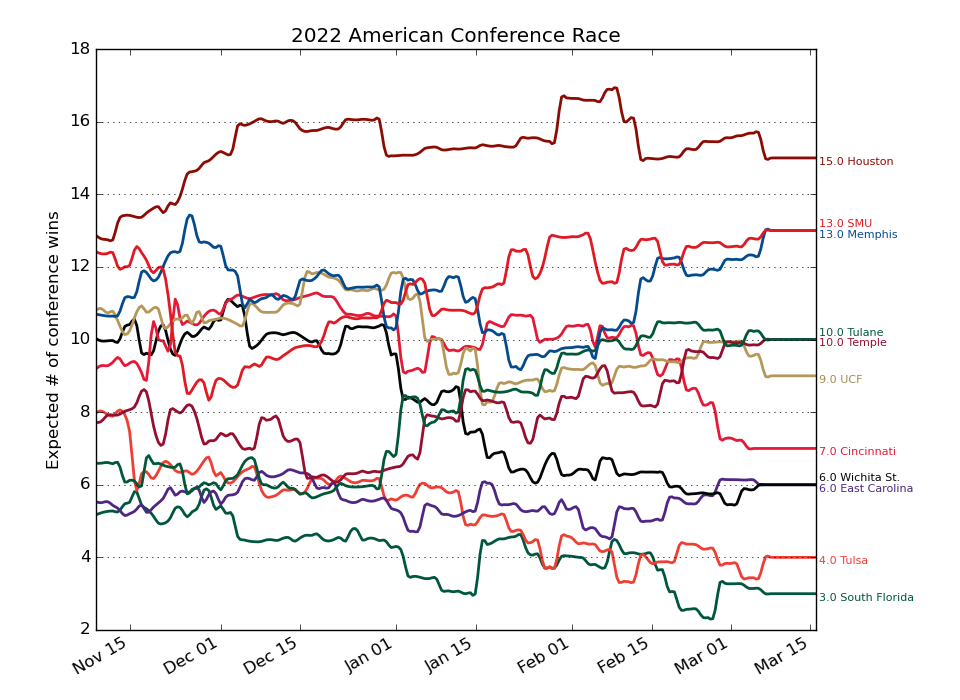 2022 American Conference Race
Expected # of conference wins
18
16
14
12
10
8
6
4
2
15.0 Houston
13.0 SMU
13.0 Memphis
10.0 Tulane
10.0 Temple
9.0 UCF
7.0 Cincinnati
6.0 Wichita St.
6.0 East Carolina
4.0 Tulsa
3.0 South Florida
Nov 15
Dec 01
Dec 15
Jan 01
Jan 15
Feb 01
Feb 15
Mar 01
Mar 15